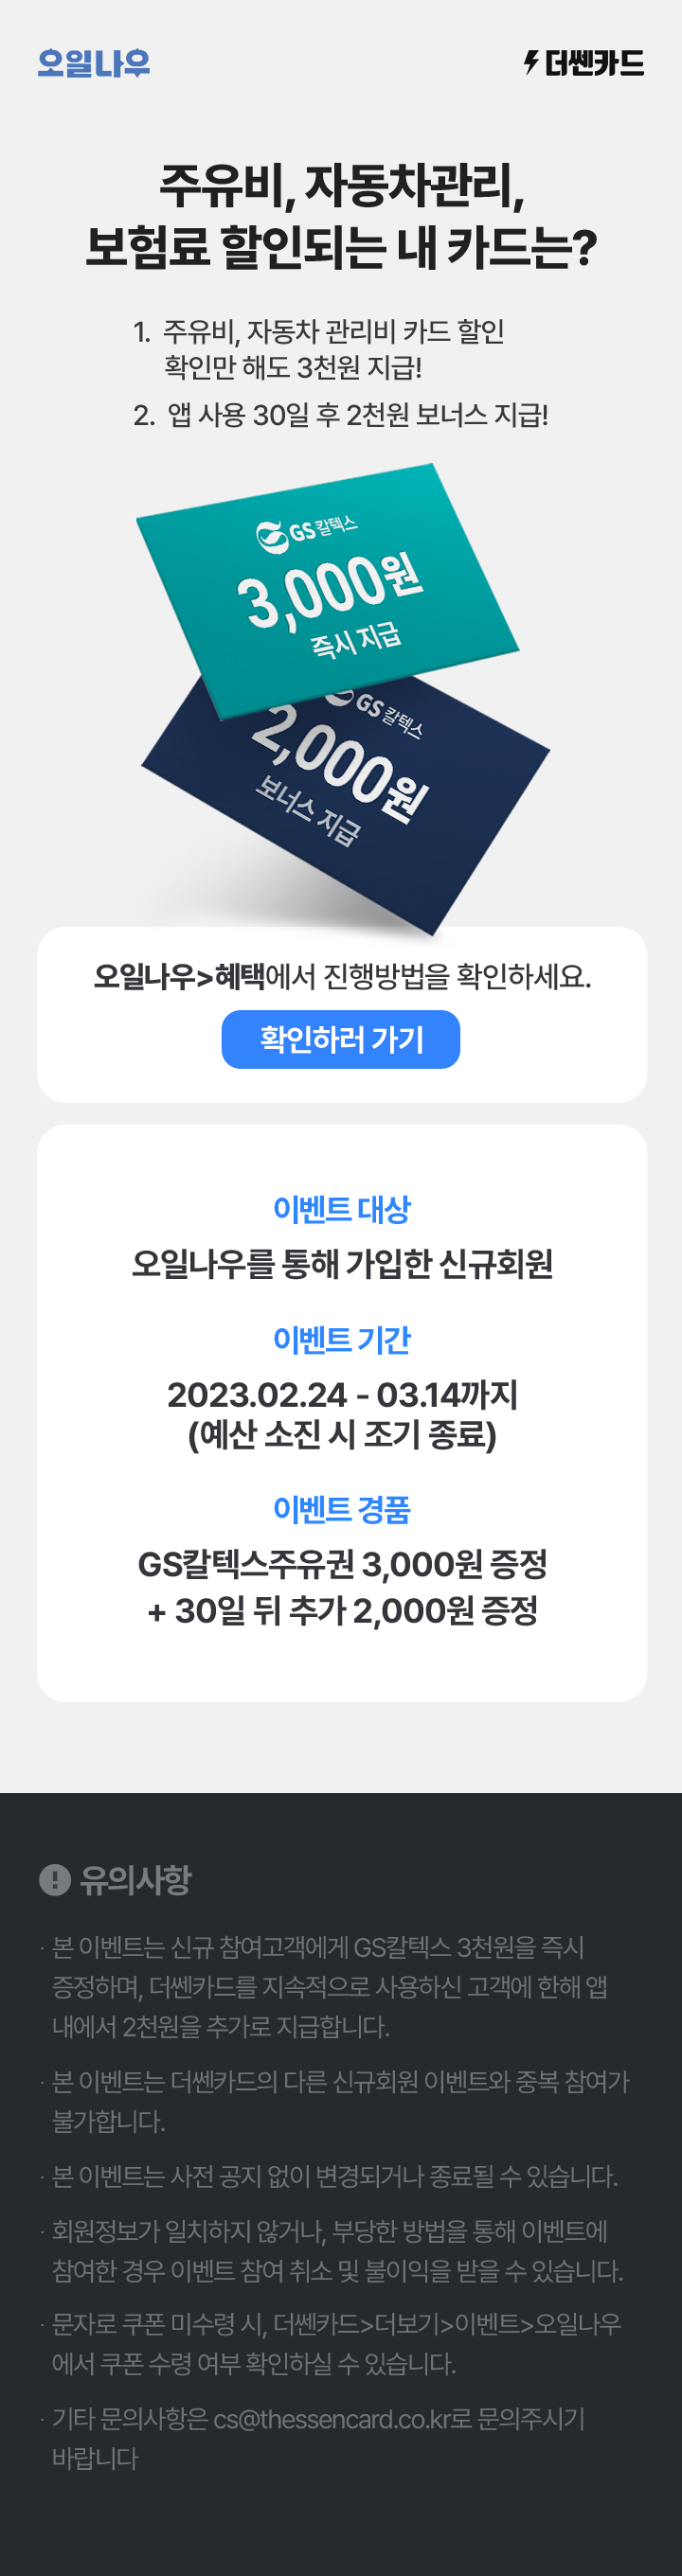 오일나우
더쎈카드
주유비, 자동차관리,
보험료 할인되는 내 카드는?
1. 주유비, 자동차 관리비 카드 할인
확인만 해도 3천원 지급!
2. 앱 사용 30일 후 2천원 보너스 지급!
GS칼텍스
3,000원
즉시 지급
GS칼텍스
2,000원
보너스 지급
오일나우>혜택에서 진행방법을 확인하세요.
확인하러 가기
이벤트 대상
오일나우를 통해 가입한 신규회원
이벤트 기간
2023.02.24 - 03.14까지
(예산 소진 시 조기 종료)
이벤트 경품
GS칼텍스주유권 3,000원 증정
+ 30일 뒤 추가 2,000원 증정
유의사항
· 본 이벤트는 신규 참여고객에게 GS칼텍스 3천원을 즉시
증정하며, 더쎈카드를 지속적으로 사용하신 고객에 한해 앱
내에서 2천원을 추가로 지급합니다.
· 본 이벤트는 더쎈카드의 다른 신규회원 이벤트와 중복 참여가
불가합니다.
· 본 이벤트는 사전 공지 없이 변경되거나 종료될 수 있습니다.
· 회원정보가 일치하지 않거나, 부당한 방법을 통해 이벤트에
참여한 경우 이벤트 참여 취소 및 불이익을 받을 수 있습니다.
· 문자로 쿠폰 미수령 시, 더쎈카드>더보기>이벤트>오일나우
에서 쿠폰 수령 여부 확인하실 수 있습니다.
· 기타 문의사항은 cs@thessencard.co.kr로 문의주시기
바랍니다